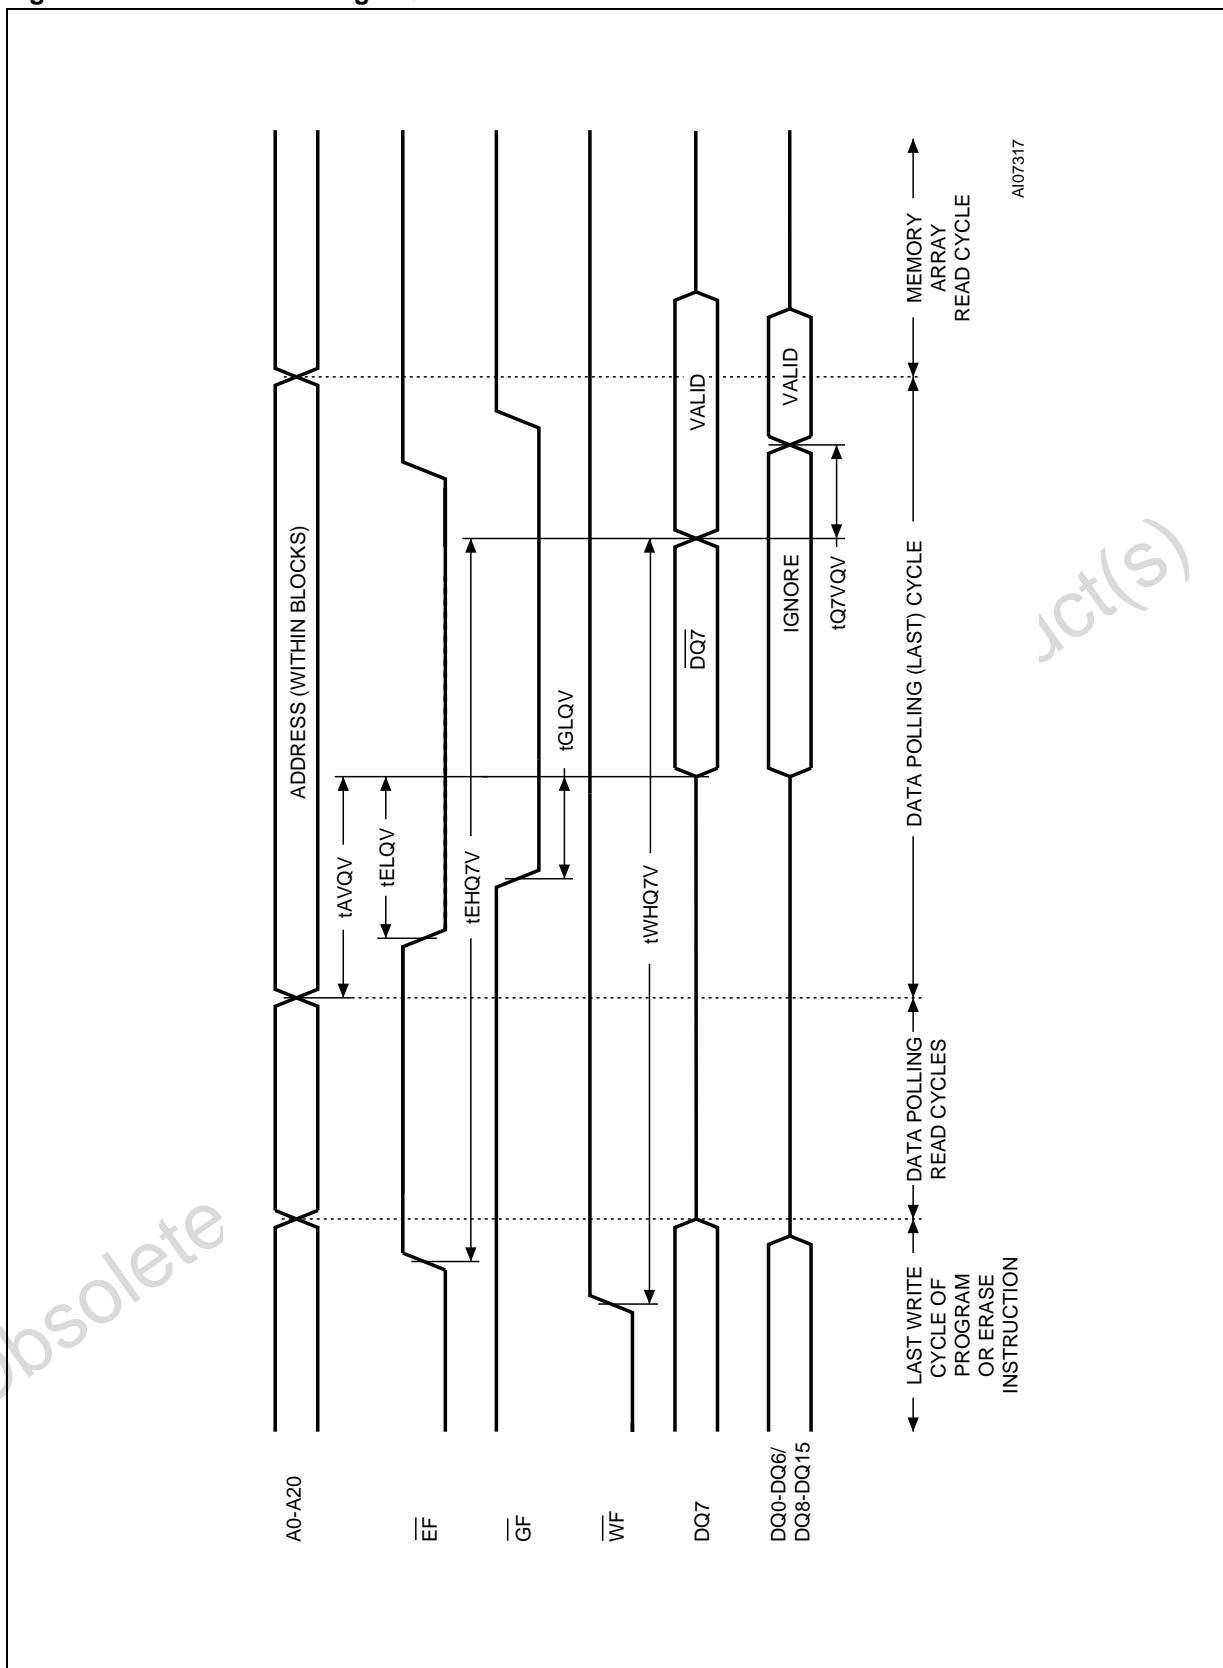 A0-A20
ADDRESS (WITHIN BLOCKS)
tAVQV
tELQV
EF
tEHQ7V
GF
tGLQV
WF
tWHQ7V
DQ7
DQ7
VALID
DQ0-DQ6/
DQ8-DQ15
IGNORE
VALID
tQ7VQV
LAST WRITE
CYCLE OF
PROGRAM
OR ERASE
INSTRUCTION
DATA POLLING
READ CYCLES
DATA POLLING (LAST) CYCLE
MEMORY
ARRAY
READ CYCLE
AI07317
bsolete
uct(s)